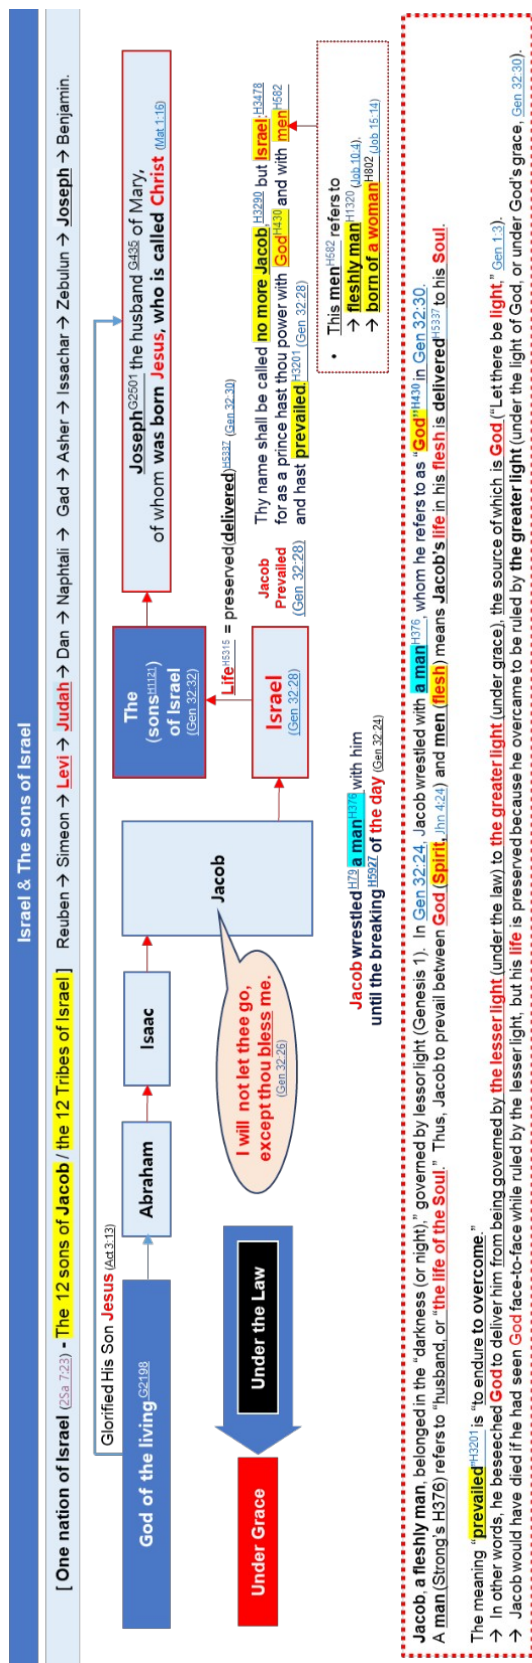 Israel & The sons of Israel
[ One nation of Israel (2Sa 7:23) - The 12 sons of Jacob / the 12 Tribes of Israel ] Reuben → Simeon → Levi → Judah → Dan → Naphtali → Gad → Asher → Issachar → Zebulun → Joseph → Benjamin.
Glorified His Son Jesus (Act 3:13)
God of the living G2198
Abraham
Isaac
Jacob
The
(sons H1121)
of Israel
(Gen 32:32)
Joseph G2501 the husband G435 of Mary,
of whom was born Jesus, who is called Christ (Mat 1:16)
Life H5315 = preserved(delivered) H5337 (Gen 32:30)
Israel
(Gen 32:28)
Jacob
Prevailed
(Gen 32:28)
Thy name shall be called no more Jacob, H3290 but Israel: H3478
for as a prince hast thou power with God H430 and with men H582
and hast prevailed. H3201 (Gen 32:28)
I will not let thee go,
except thou bless me.
(Gen 32:26)
Under Grace
Under the Law
Jacob wrestled H79 a man H376 with him
until the breaking H5927 of the day (Gen 32:24)
• This men H582 refers to
→ fleshly man H1320 (Job 10:4).
→ born of a woman H802 (Job 15:14)
Jacob, a fleshly man, belonged in the “darkness (or night),” governed by lessor light (Genesis 1). In Gen 32:24, Jacob wrestled with a man H376, whom he refers to as “God” H430 in Gen 32:30.
A man (Strong’s H376) refers to “husband, or “the life of the Soul.” Thus, Jacob to prevail between God (Spirit, Jhn 4:24) and men (flesh) means Jacob’s life in his flesh is delivered H5337 to his Soul.
The meaning “prevailed” H3201 is “to endure to overcome.”
→ In other words, he beseeched God to deliver him from being governed by the lesser light (under the law) to the greater light (under grace), the source of which is God (“Let there be light,” Gen 1:3).
→ Jacob would have died if he had seen God face-to-face while ruled by the lesser light, but his life is preserved because he overcame to be ruled by the greater light (under the light of God, or under God’s grace, Gen 32:30).